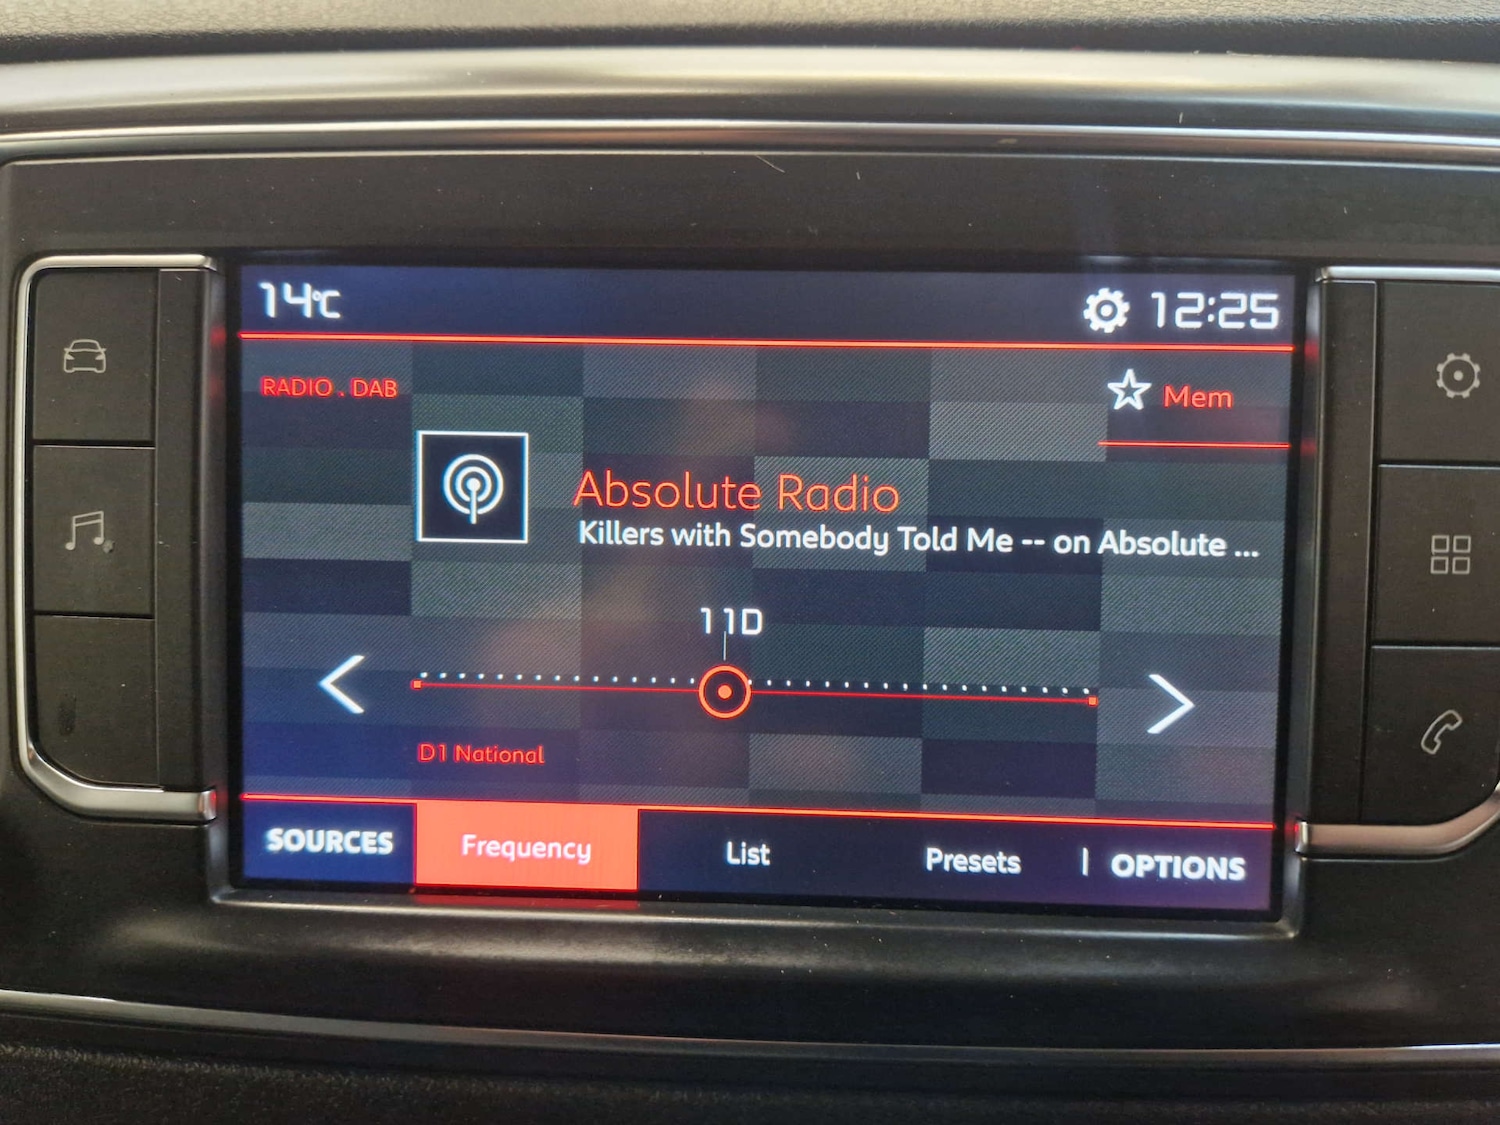 14°C
12:25
RADIO . DAB
Mem
Absolute Radio
Killers with Somebody Told Me -- on Absolute ...
11D
D1 National
SOURCES
Frequency
List
Presets
OPTIONS